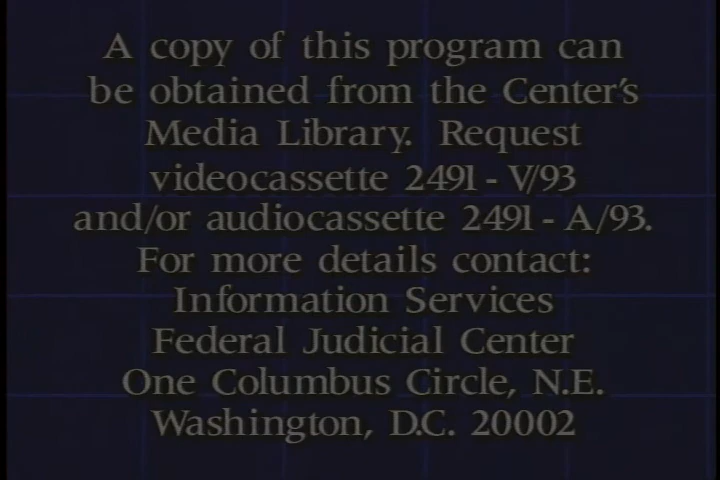 A copy of this program can
be obtained from the Center's
Media Library. Request
videocassette 2491 - V/93
and/or audiocassette 2491 - A/93.
For more details contact:
Information Services
Federal Judicial Center
One Columbus Circle, N.E.
Washington, D.C. 20002